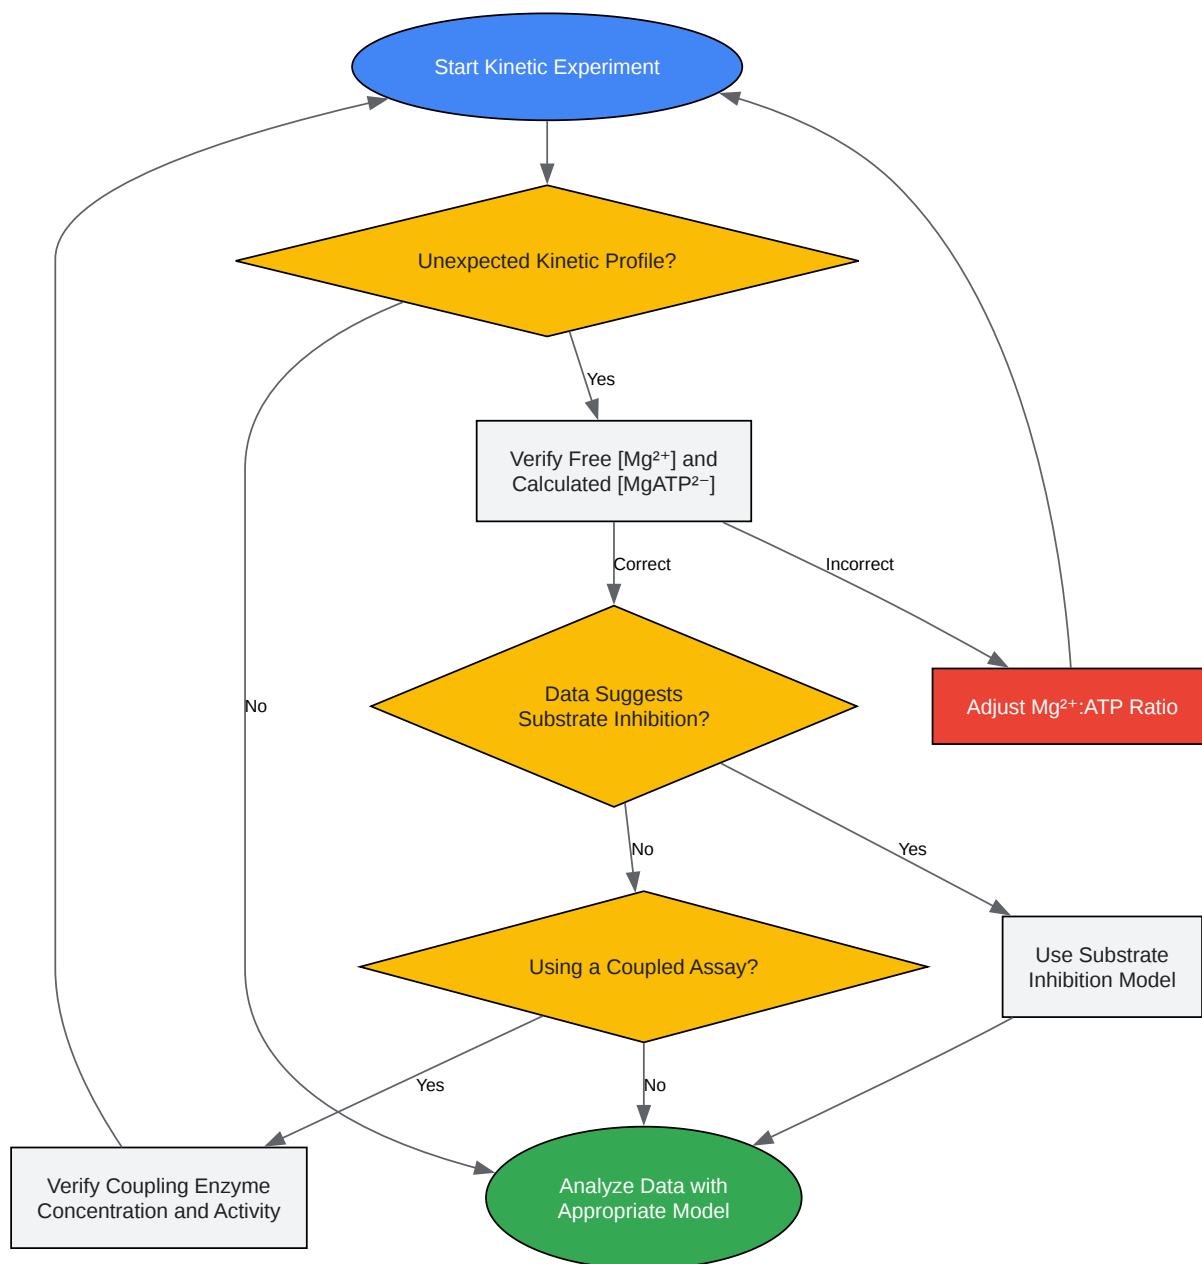 Start Kinetic Experiment
Unexpected Kinetic Profile?
Yes
Verify Free [Mg²⁺] and
Calculated [MgATP²⁻]
Correct
Incorrect
Data Suggests
Substrate Inhibition?
Adjust Mg²⁺:ATP Ratio
No
No
Yes
Using a Coupled Assay?
Use Substrate
Inhibition Model
Yes
No
Verify Coupling Enzyme
Concentration and Activity
Analyze Data with
Appropriate Model